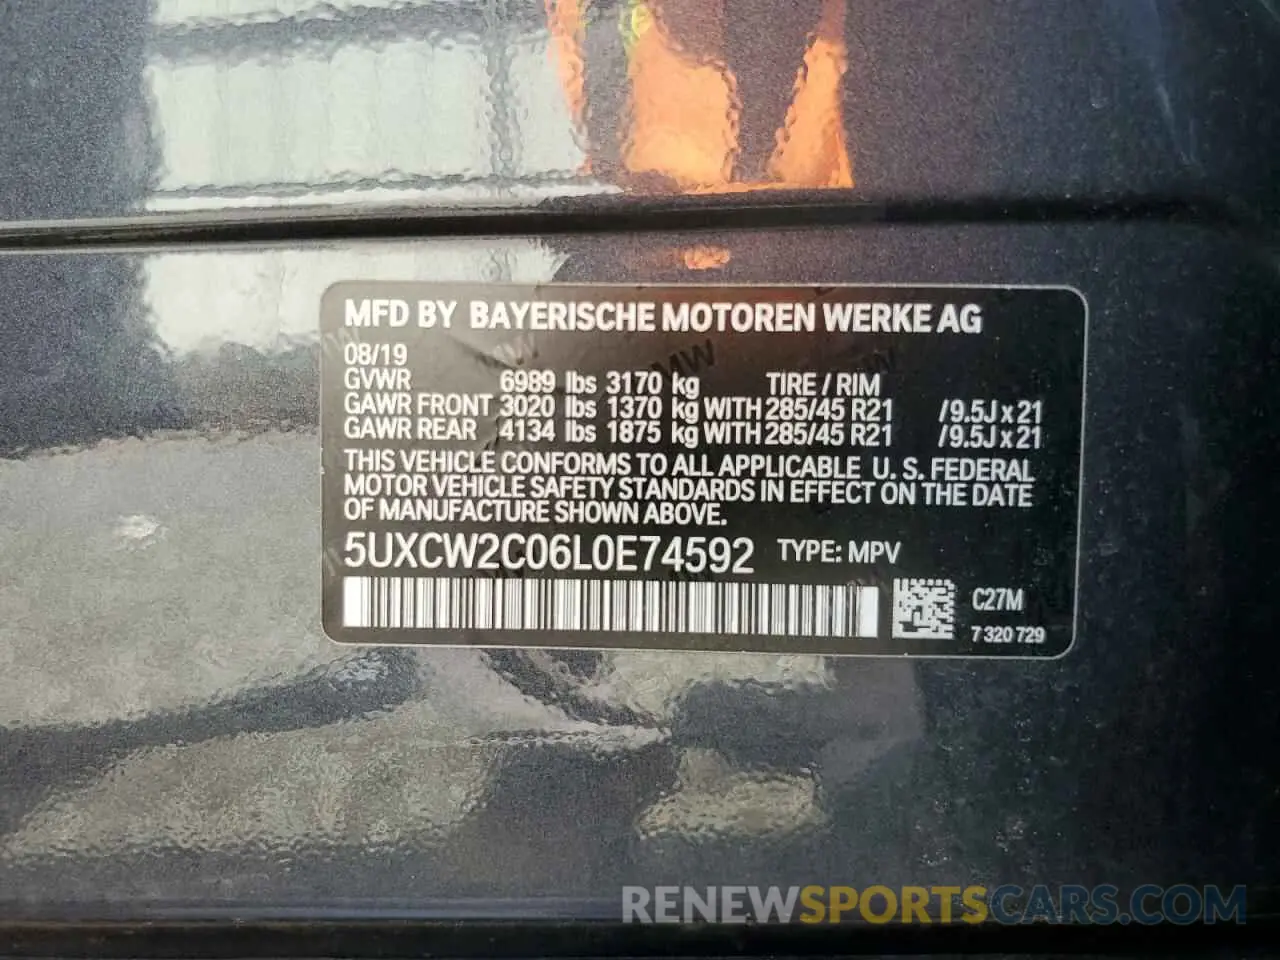 MFD BY BAYERISCHE MOTOREN WERKE AG
08/19
GVWR 6989 lbs 3170 kg TIRE / RIM
GAWR FRONT 3020 lbs 1370 kg WITH 285/45 R21 /9.5J x 21
GAWR REAR 4134 lbs 1875 kg WITH 285/45 R21 /9.5J x 21
THIS VEHICLE CONFORMS TO ALL APPLICABLE U. S. FEDERAL
MOTOR VEHICLE SAFETY STANDARDS IN EFFECT ON THE DATE
OF MANUFACTURE SHOWN ABOVE.
5UXCW2C06L0E74592 TYPE: MPV
C27M
7 320 729
RENEWSPORTSCARS.COM